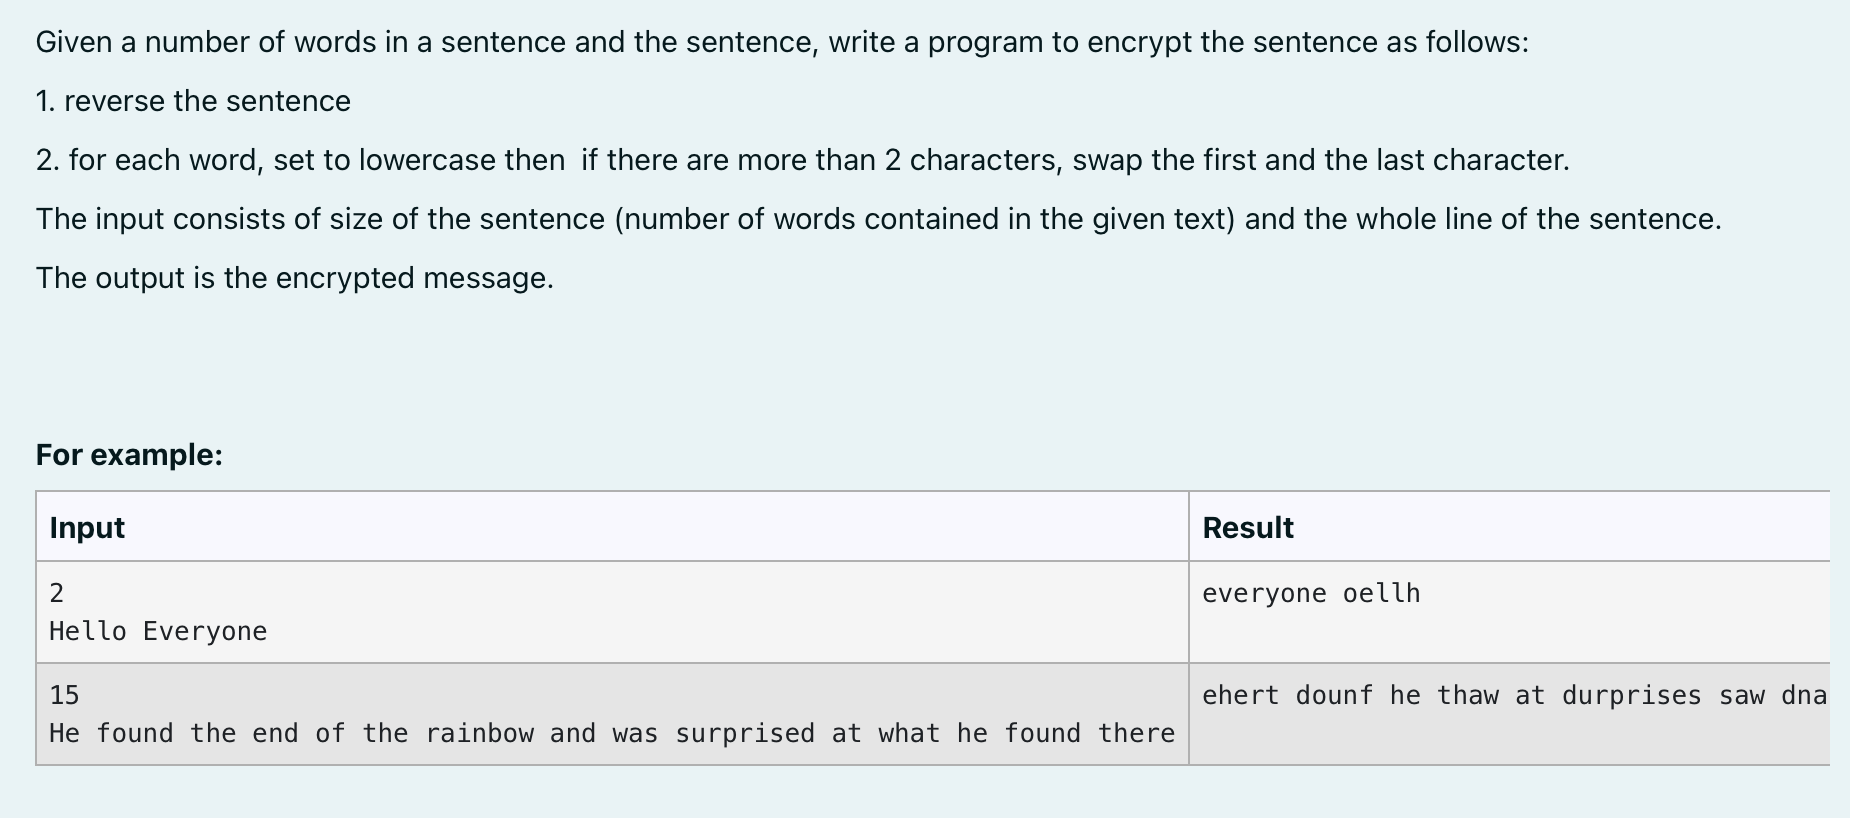 Given a number of words in a sentence and the sentence, write a program to encrypt the sentence as follows:
1. reverse the sentence
2. for each word, set to lowercase then  if there are more than 2 characters, swap the first and the last character.
The input consists of size of the sentence (number of words contained in the given text) and the whole line of the sentence.
The output is the encrypted message.
For example:
Input Result
2 everyone oellh
Hello Everyone
15 ehert dounf he thaw at durprises saw dna
He found the end of the rainbow and was surprised at what he found there